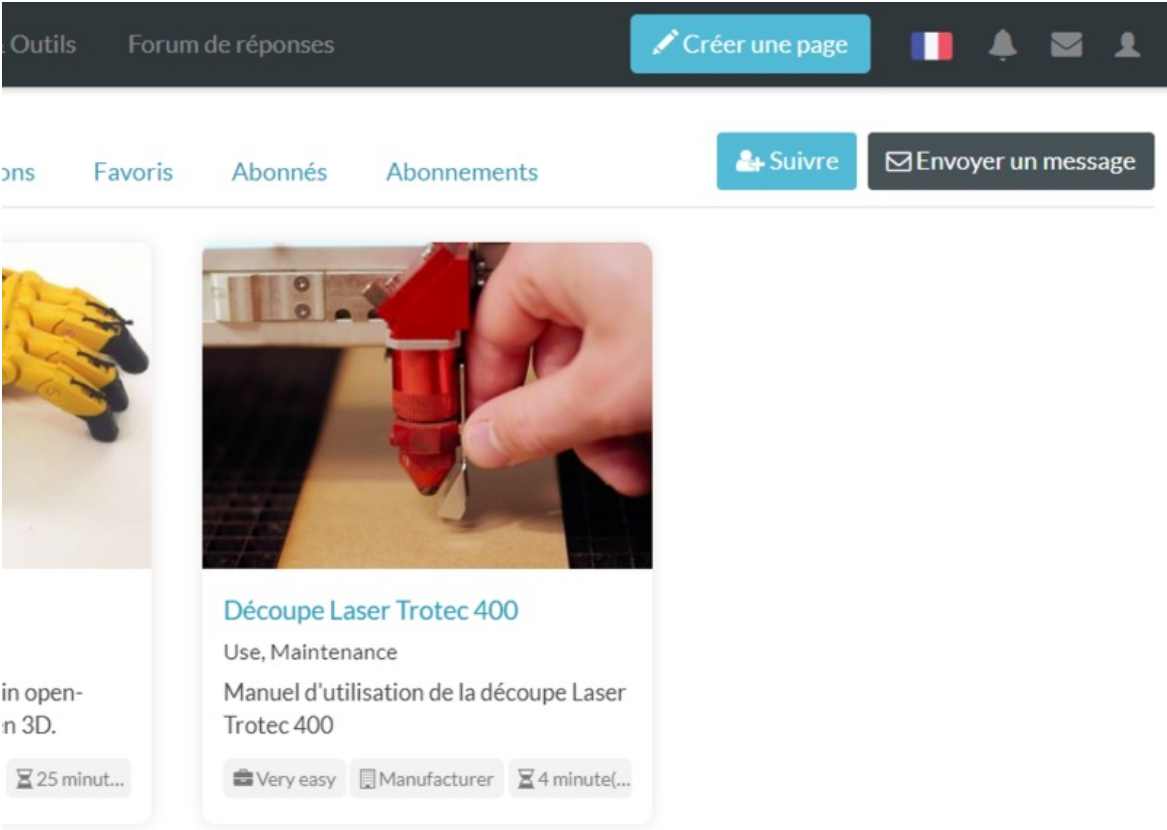 Outils Forum de réponses Créer une page
Favoris Abonnés Abonnements Suivre Envoyer un message
Découpe Laser Trotec 400
Use, Maintenance
in open- Manuel d'utilisation de la découpe Laser
3D. Trotec 400
25 minut... Very easy Manufacturer 4 minute(...